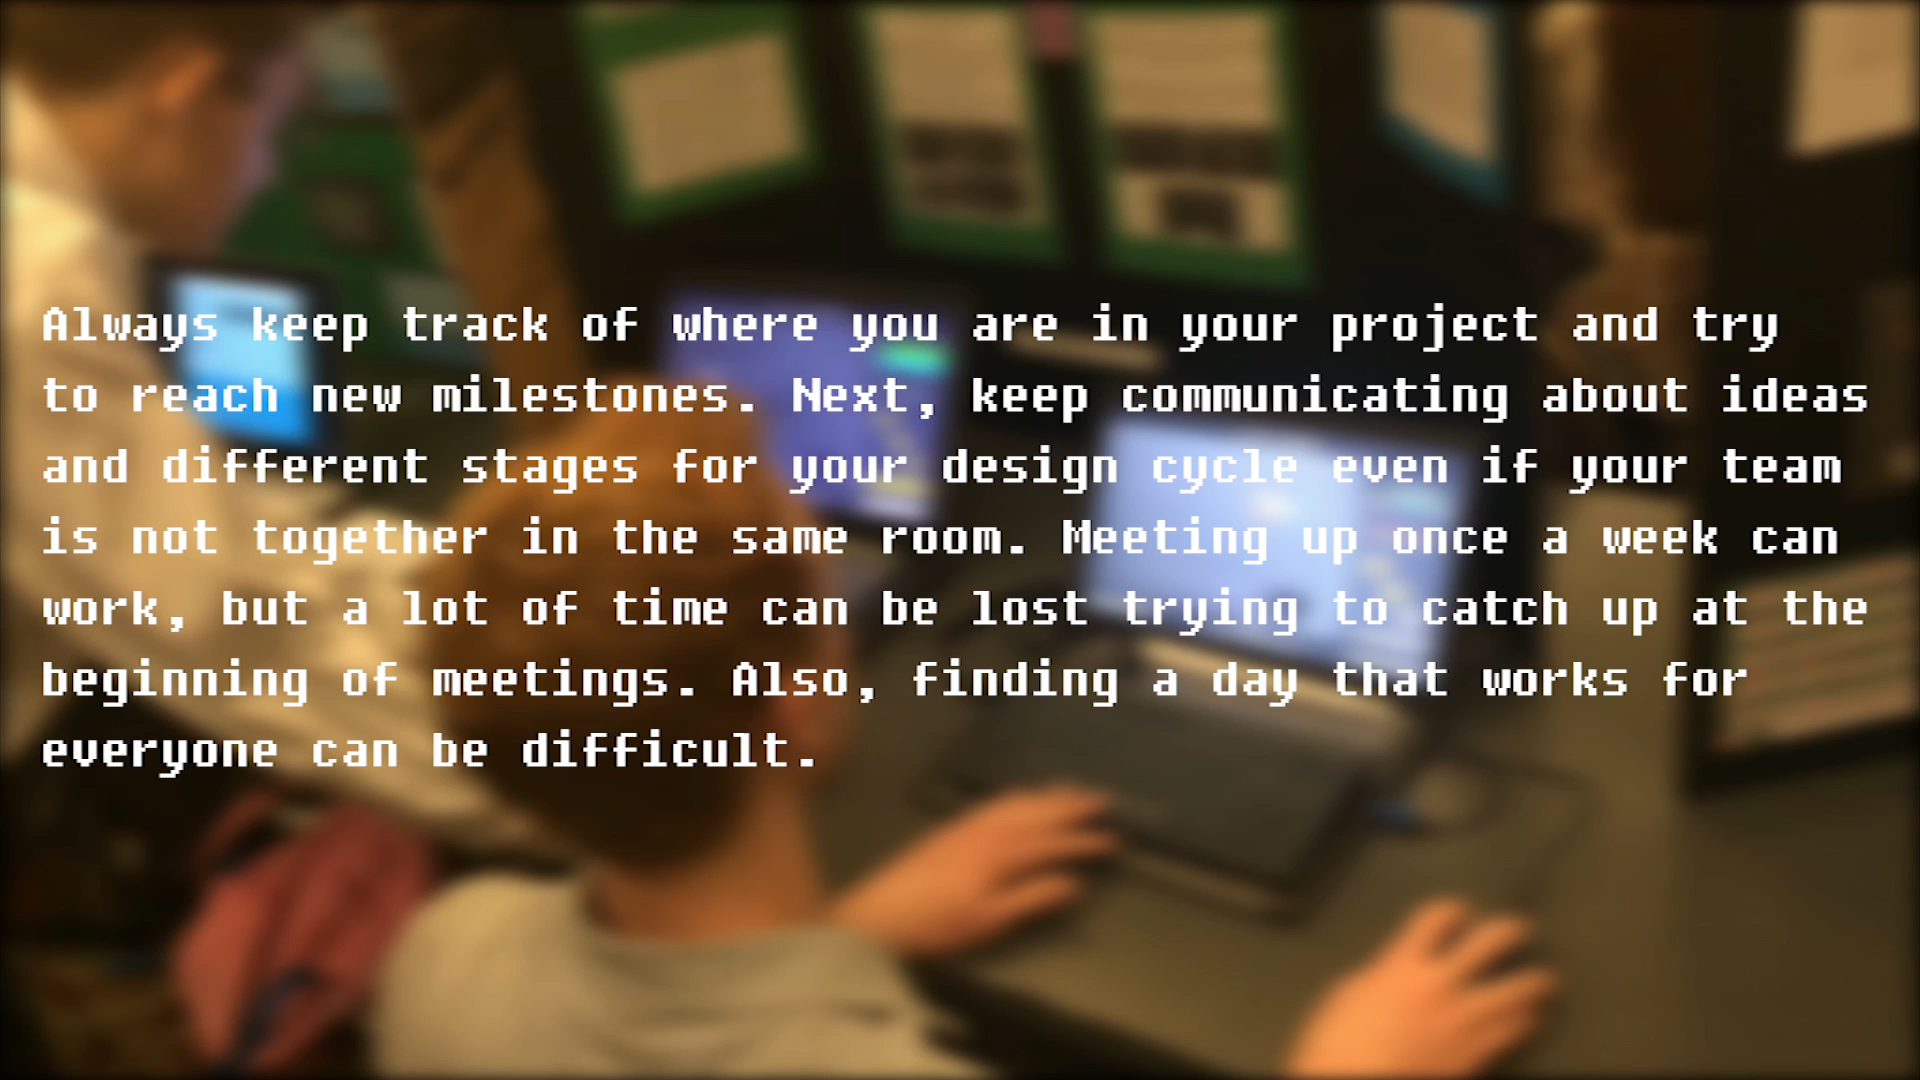 Always keep track of where you are in your project and try
to reach new milestones. Next, keep communicating about ideas
and different stages for your design cycle even if your team
is not together in the same room. Meeting up once a week can
work, but a lot of time can be lost trying to catch up at the
beginning of meetings. Also, finding a day that works for
everyone can be difficult.